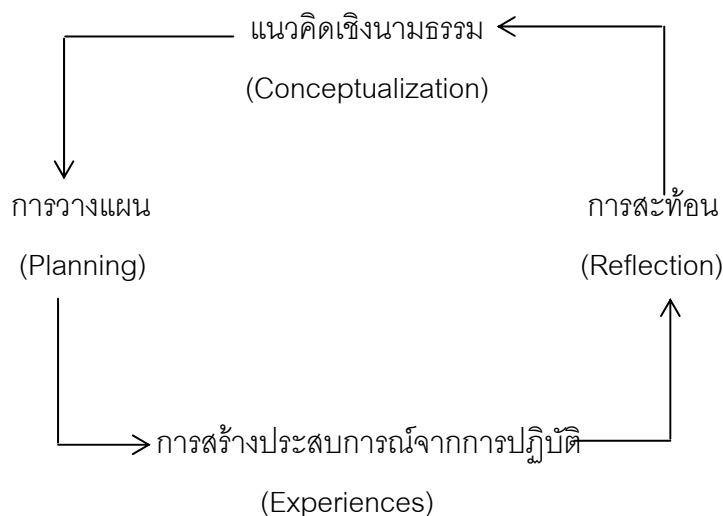 แนวคิดเชิงนามธรรม
(Conceptualization)
การวางแผน
(Planning)
การสะท้อน
(Reflection)
การสร้างประสบการณ์จากการปฏิบัติ
(Experiences)